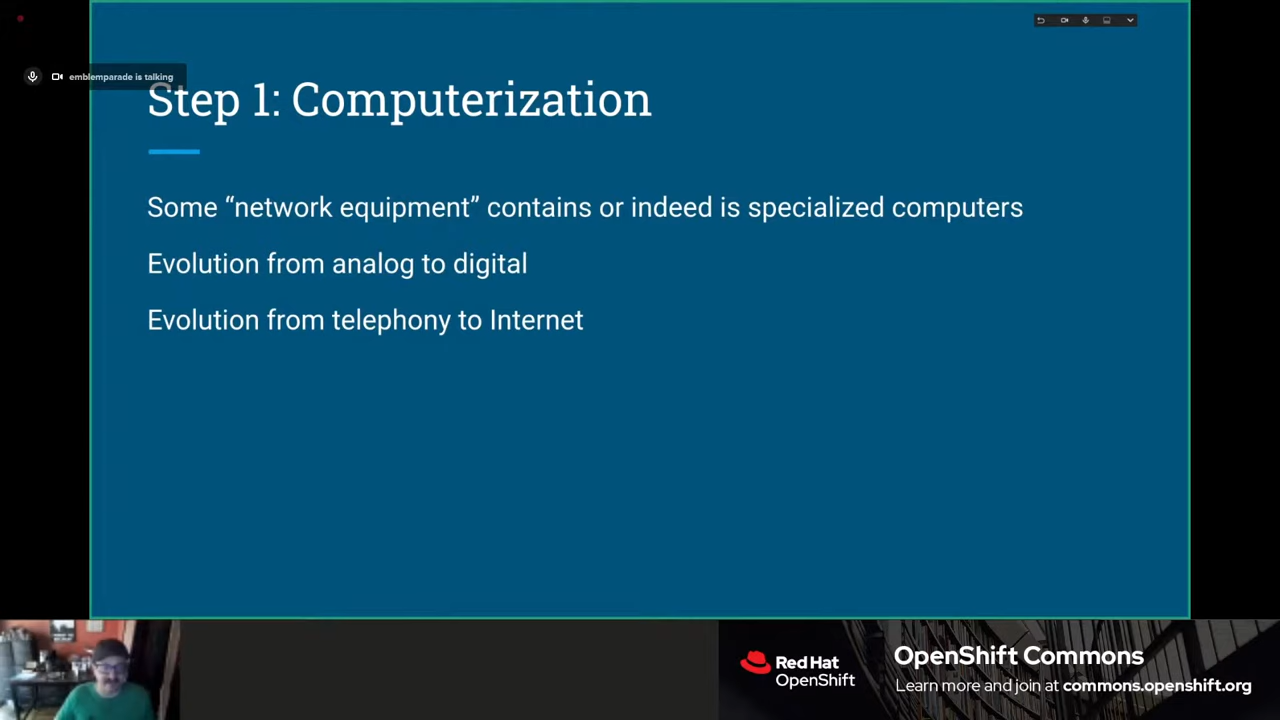 emblemparade is talking
Step 1: Computerization
Some “network equipment” contains or indeed is specialized computers
Evolution from analog to digital
Evolution from telephony to Internet
Red Hat
OpenShift
OpenShift Commons
Learn more and join at commons.openshift.org